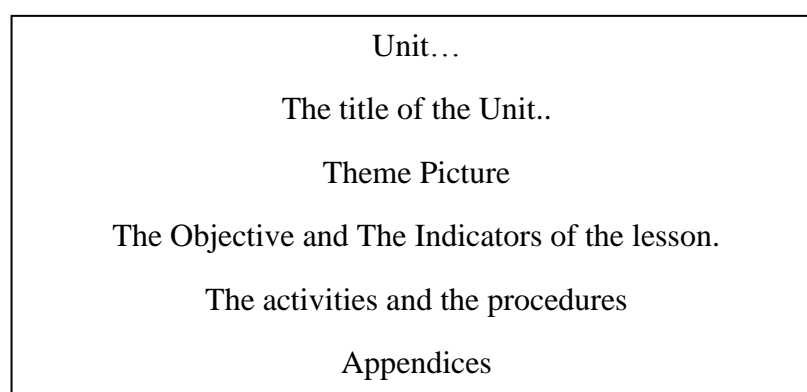 Unit…
The title of the Unit..
Theme Picture
The Objective and The Indicators of the lesson.
The activities and the procedures
Appendices